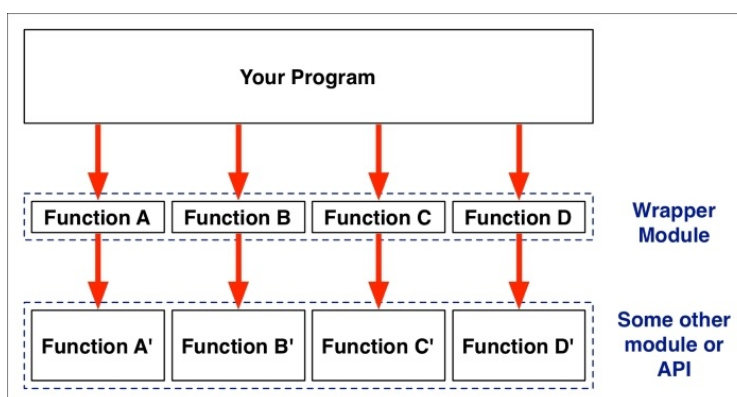 Your Program
Function A
Function B
Function C
Function D
Wrapper
Module
Function A'
Function B'
Function C'
Function D'
Some other
module or
API